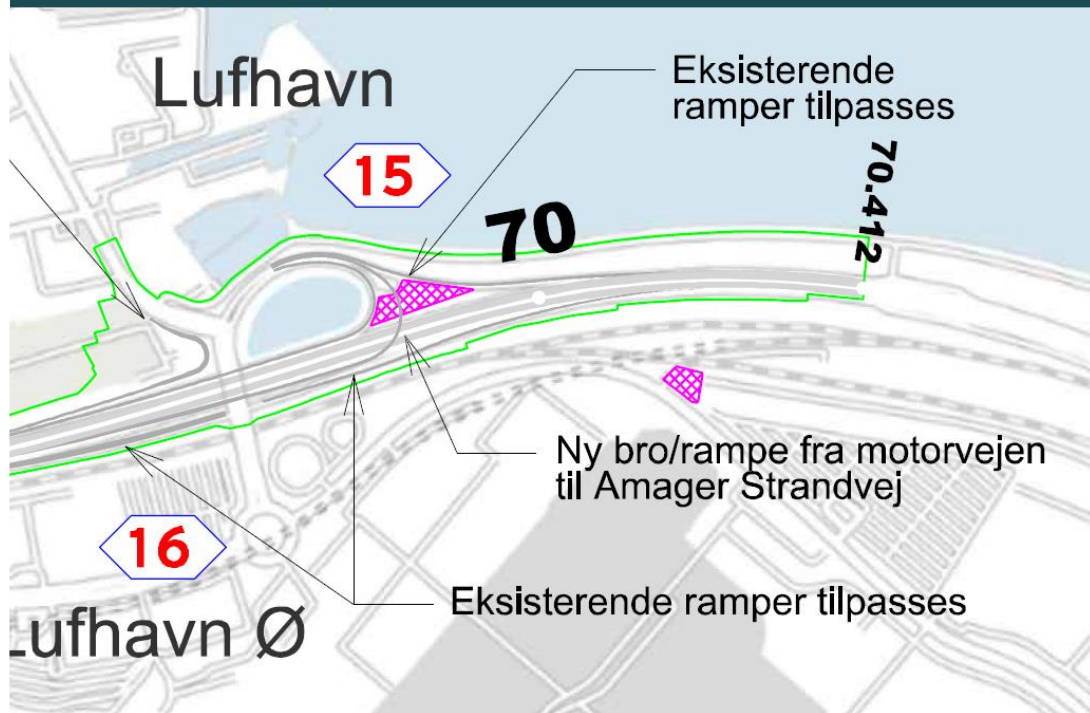 Lufhavn
Eksisterende
ramper tilpasses
15
70
70.412
Ny bro/rampe fra motorvejen
til Amager Strandvej
16
Eksisterende ramper tilpasses
Lufhavn Ø